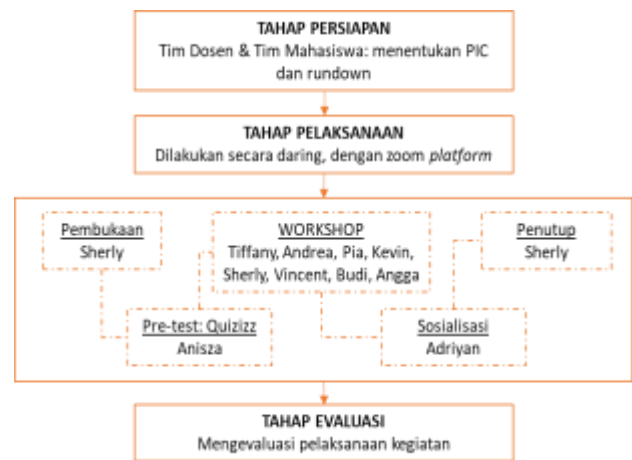 TAHAP PERSIAPAN
Tim Dosen & Tim Mahasiswa: menentukan PIC
dan rundown
TAHAP PELAKSANAAN
Dilakukan secara daring, dengan zoom platform
Pembukaan
Sherly
WORKSHOP
Tiffany, Andrea, Pia, Kevin,
Sherly, Vincent, Budi, Angga
Penutup
Sherly
Pre-test: Quizizz
Anisza
Sosialisasi
Adriyan
TAHAP EVALUASI
Mengevaluasi pelaksanaan kegiatan